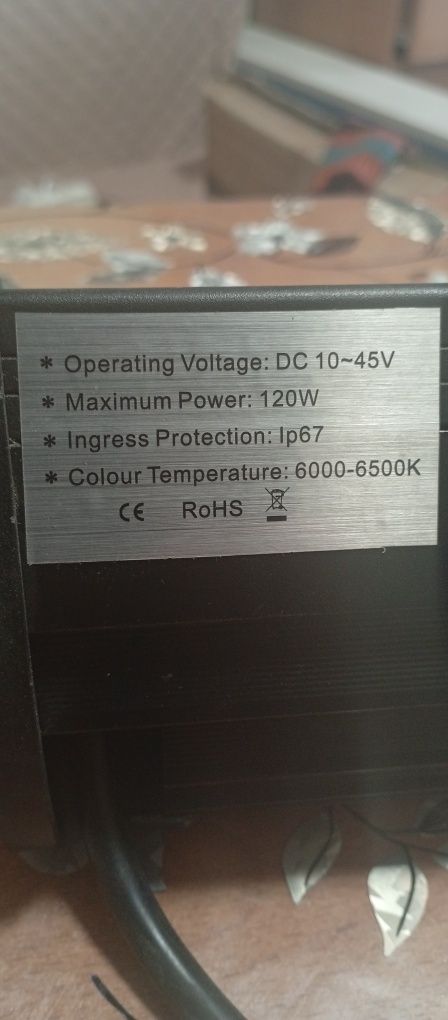 * Operating Voltage: DC 10~45V
* Maximum Power: 120W
* Ingress Protection: Ip67
* Colour Temperature: 6000-6500K
CE RoHS